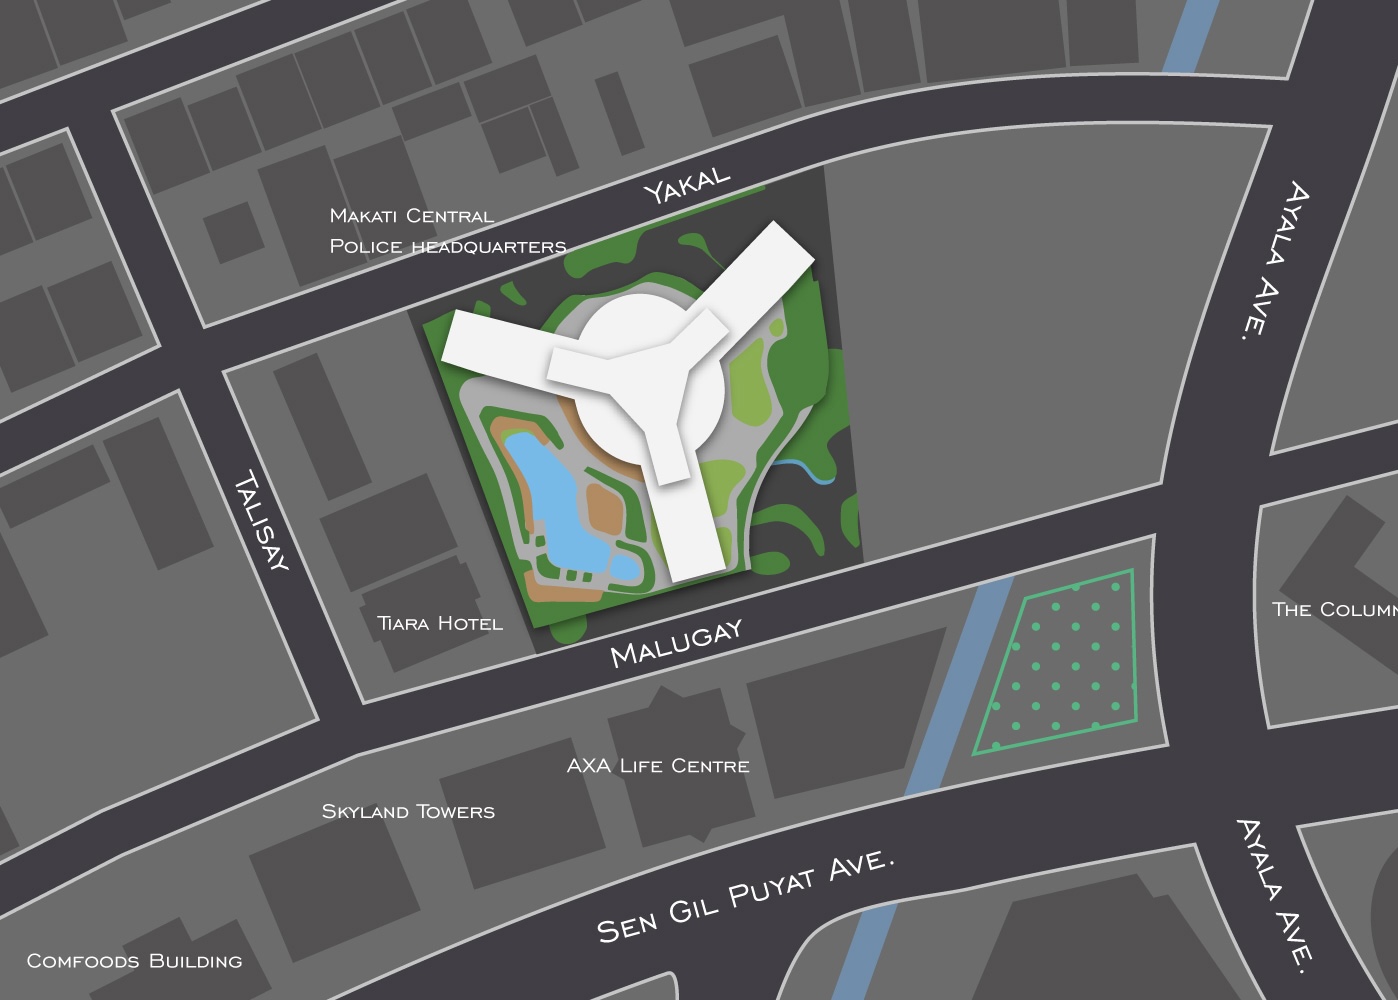 YAKAL
MAKATI CENTRAL
POLICE HEADQUARTERS
AYALA AVE.
TALISAY
TIARA HOTEL
MALUGAY
THE COLUMN
AXA LIFE CENTRE
SKYLAND TOWERS
SEN GIL PUYAT AVE.
AYALA AVE.
COMFOODS BUILDING